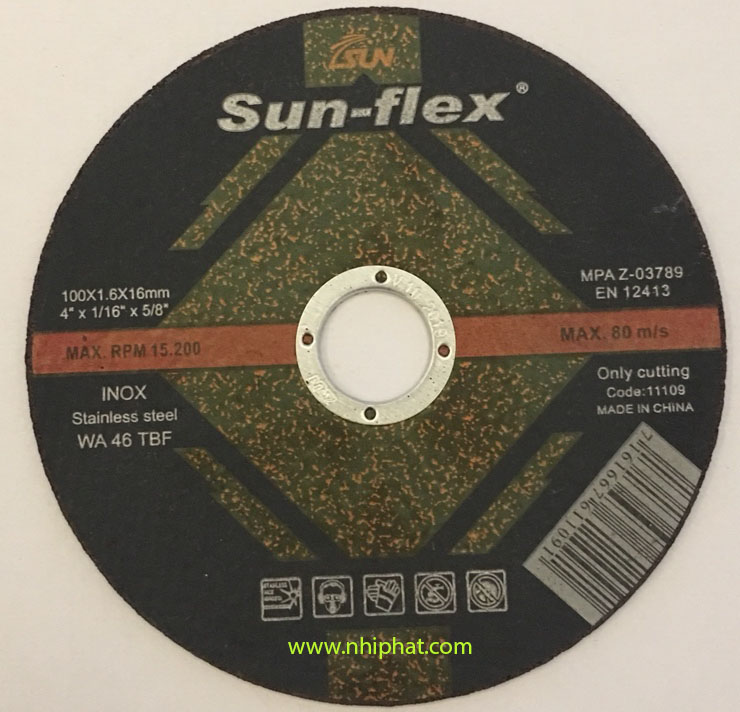 SUN
Sun-flex®
100X1.6X16mm
4" x 1/16" x 5/8"
MAX. RPM 15.200
INOX
Stainless steel
WA 46 TBF
MPA Z-03789
EN 12413
MAX. 80 m/s
Only cutting
Code:11109
MADE IN CHINA
www.nhiphat.com